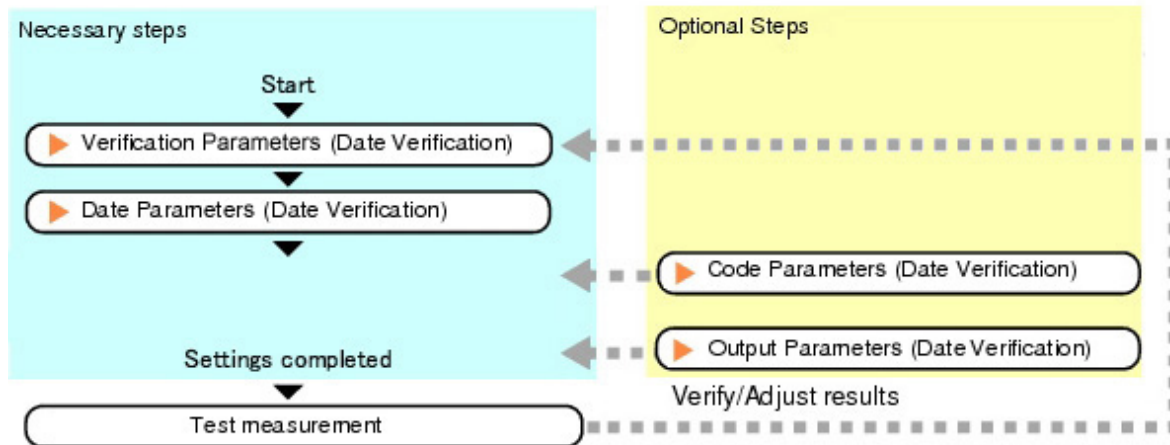 Necessary steps
Start
Verification Parameters (Date Verification)
Date Parameters (Date Verification)
Settings completed
Test measurement
Optional Steps
Code Parameters (Date Verification)
Output Parameters (Date Verification)
Verify/Adjust results